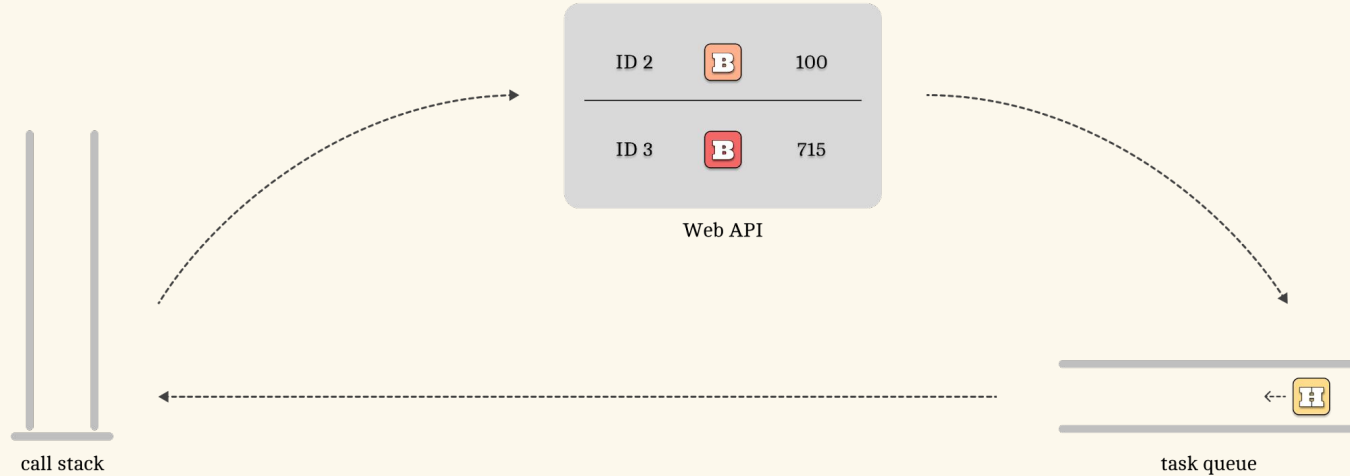 ID 2 B 100
ID 3 B 715
Web API
H
call stack
task queue